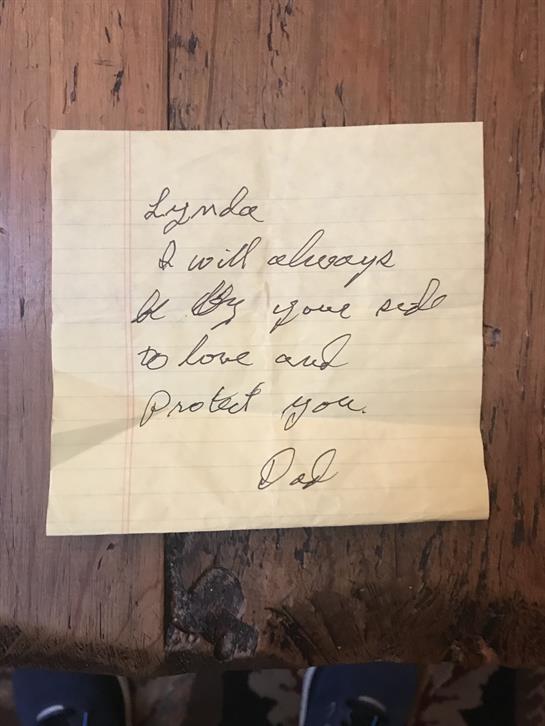 Lynda
I will always
be by your side
to love and
protect you.
Dad